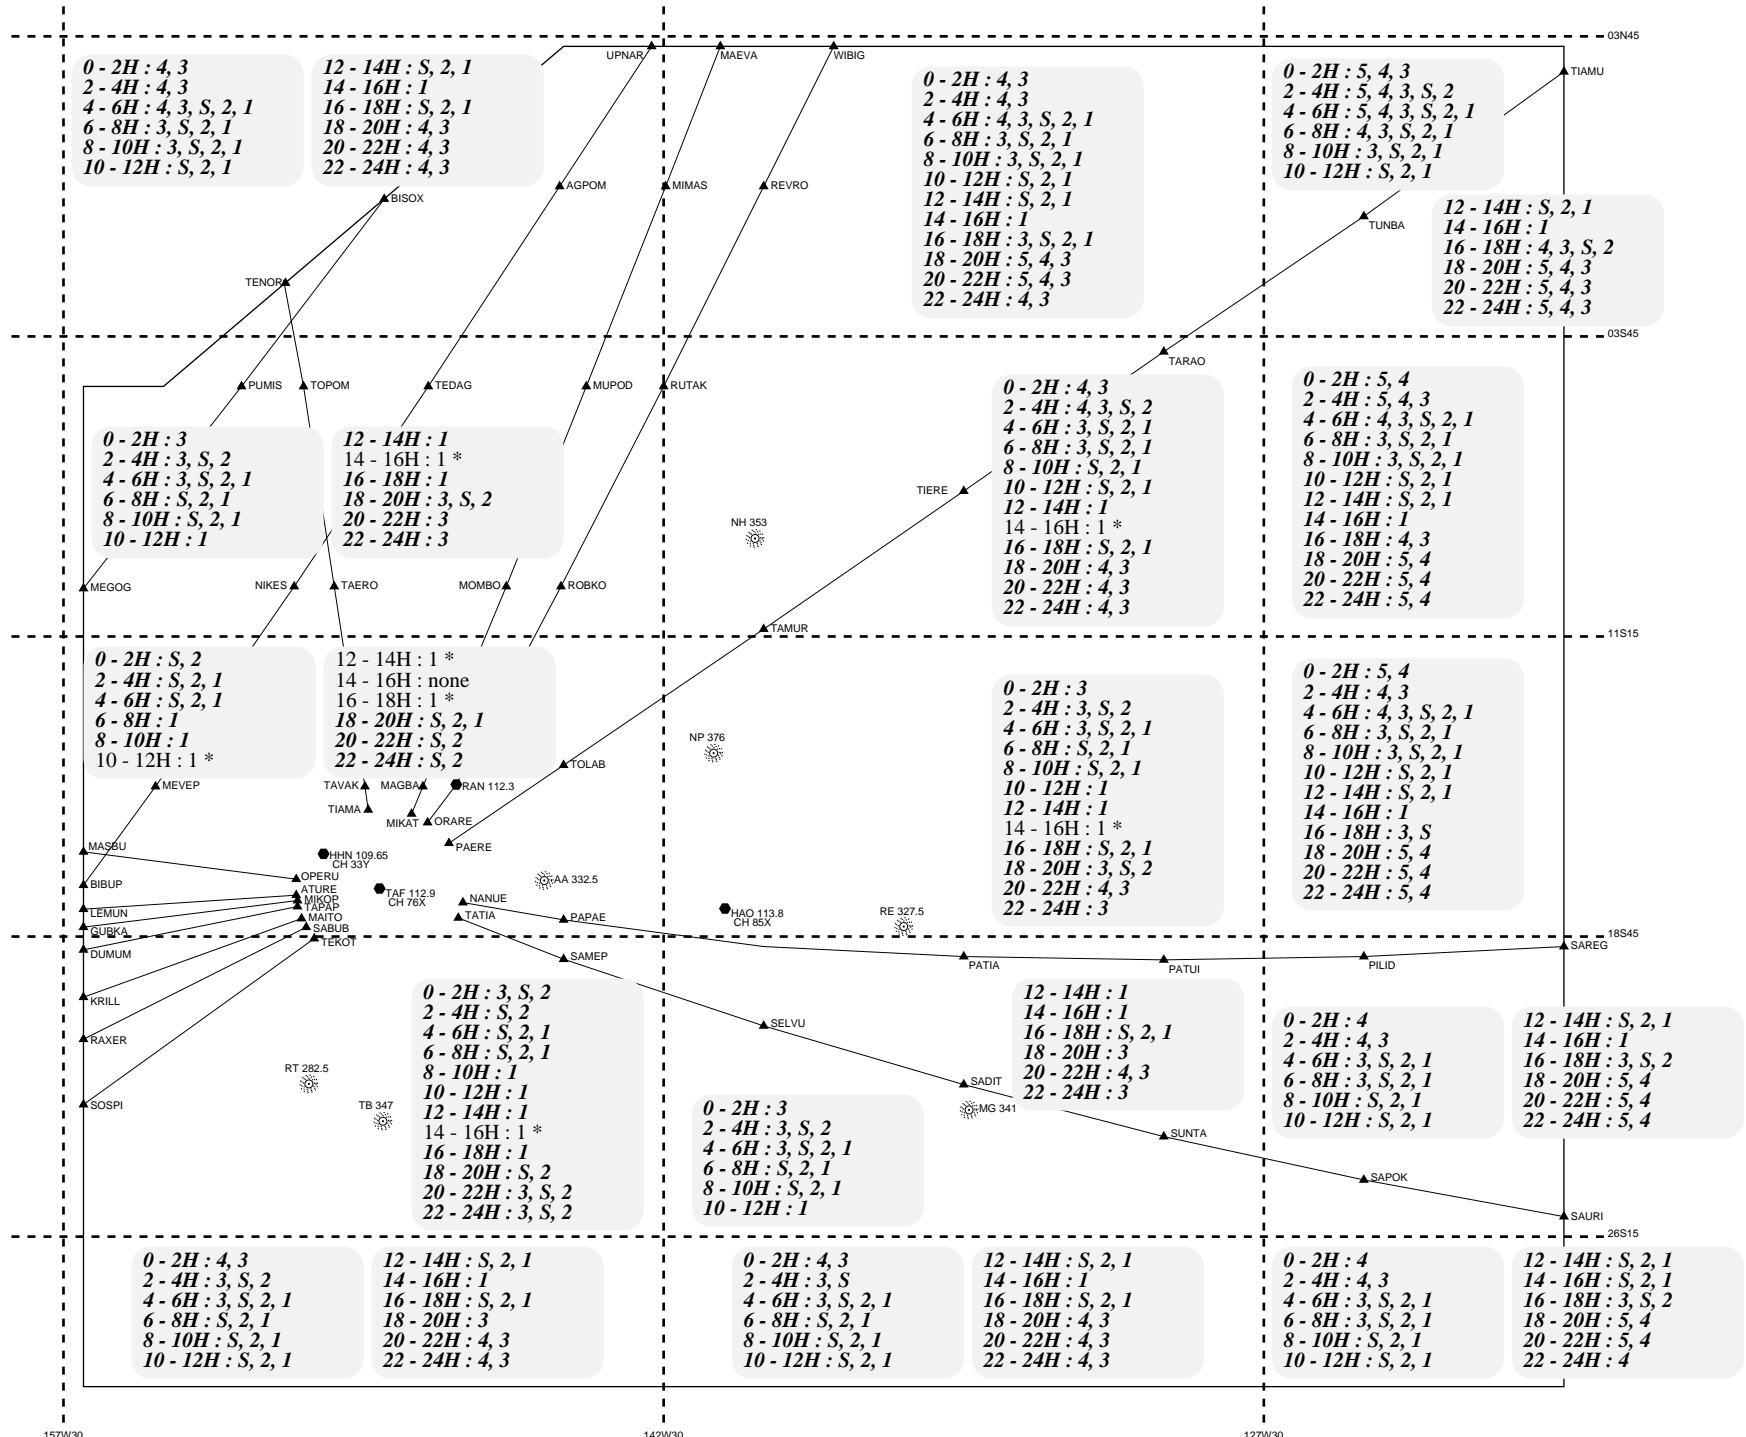 03N45
UPNAR
MAEVA
WIBIG
TIAMU
0 - 2H : 4, 3
2 - 4H : 4, 3
4 - 6H : 4, 3, S, 2, 1
6 - 8H : 3, S, 2, 1
8 - 10H : 3, S, 2, 1
10 - 12H : S, 2, 1
12 - 14H : S, 2, 1
14 - 16H : 1
16 - 18H : S, 2, 1
18 - 20H : 4, 3
20 - 22H : 4, 3
22 - 24H : 4, 3
0 - 2H : 4, 3
2 - 4H : 4, 3
4 - 6H : 4, 3, S, 2, 1
6 - 8H : 3, S, 2, 1
8 - 10H : 3, S, 2, 1
10 - 12H : S, 2, 1
12 - 14H : S, 2, 1
14 - 16H : 1
16 - 18H : 3, S, 2, 1
18 - 20H : 5, 4, 3
20 - 22H : 5, 4, 3
22 - 24H : 4, 3
0 - 2H : 5, 4, 3
2 - 4H : 5, 4, 3, S, 2
4 - 6H : 5, 4, 3, S, 2, 1
6 - 8H : 4, 3, S, 2, 1
8 - 10H : 3, S, 2, 1
10 - 12H : S, 2, 1
12 - 14H : S, 2, 1
14 - 16H : 1
16 - 18H : 4, 3, S, 2
18 - 20H : 5, 4, 3
20 - 22H : 5, 4, 3
22 - 24H : 5, 4, 3
AGPOM
MIMAS
REVRO
BISOX
TUNBA
TENOR
03S45
TARAO
PUMIS
TOPOM
TEDAG
MUPOD
RUTAK
0 - 2H : 3
2 - 4H : 3, S, 2
4 - 6H : 3, S, 2, 1
6 - 8H : S, 2, 1
8 - 10H : S, 2, 1
10 - 12H : 1
12 - 14H : 1
14 - 16H : 1 *
16 - 18H : 1
18 - 20H : 3, S, 2
20 - 22H : 3
22 - 24H : 3
0 - 2H : 4, 3
2 - 4H : 4, 3, S, 2
4 - 6H : 3, S, 2, 1
6 - 8H : 3, S, 2, 1
8 - 10H : S, 2, 1
10 - 12H : S, 2, 1
12 - 14H : 1
14 - 16H : 1 *
16 - 18H : S, 2, 1
18 - 20H : 4, 3
20 - 22H : 4, 3
22 - 24H : 4, 3
0 - 2H : 5, 4
2 - 4H : 5, 4, 3
4 - 6H : 4, 3, S, 2, 1
6 - 8H : 3, S, 2, 1
8 - 10H : 3, S, 2, 1
10 - 12H : S, 2, 1
12 - 14H : S, 2, 1
14 - 16H : 1
16 - 18H : 4, 3
18 - 20H : 5, 4
20 - 22H : 5, 4
22 - 24H : 5, 4
TIERE
NH 353
MEGOG
NIKES
TAERO
MOMBO
ROBKO
TAMUR
11S15
0 - 2H : S, 2
2 - 4H : S, 2, 1
4 - 6H : S, 2, 1
6 - 8H : 1
8 - 10H : 1
10 - 12H : 1 *
12 - 14H : 1 *
14 - 16H : none
16 - 18H : 1 *
18 - 20H : S, 2, 1
20 - 22H : S, 2
22 - 24H : S, 2
0 - 2H : 3
2 - 4H : 3, S, 2
4 - 6H : 3, S, 2, 1
6 - 8H : S, 2, 1
8 - 10H : S, 2, 1
10 - 12H : 1
12 - 14H : 1
14 - 16H : 1 *
16 - 18H : S, 2, 1
18 - 20H : 3, S, 2
20 - 22H : 4, 3
22 - 24H : 3
0 - 2H : 5, 4
2 - 4H : 4, 3
4 - 6H : 4, 3, S, 2, 1
6 - 8H : 3, S, 2, 1
8 - 10H : 3, S, 2, 1
10 - 12H : S, 2, 1
12 - 14H : S, 2, 1
14 - 16H : 1
16 - 18H : 3, S
18 - 20H : 5, 4
20 - 22H : 5, 4
22 - 24H : 5, 4
NP 376
TOLAB
MEVEP
TAVAK
MAGBA
RAN 112.3
TIAMA
MIKAT
ORARE
PAERE
MASBU
HHN 109.65
CH 33Y
OPERU
AA 332.5
BIBUP
ATURE
TAF 112.9
CH 76X
MIKOP
NANUE
TAPAP
LEMUN
MAITO
TATIA
PAPAE
HAO 113.8
CH 85X
RE 327.5
GUBKA
SABUB
TEKOT
18S45
DUMUM
SAMEP
PATIA
PATUI
PILID
SAREG
KRILL
RAXER
SOSPI
RT 282.5
TB 347
0 - 2H : 3, S, 2
2 - 4H : S, 2
4 - 6H : S, 2, 1
6 - 8H : S, 2, 1
8 - 10H : 1
10 - 12H : 1
12 - 14H : 1
14 - 16H : 1 *
16 - 18H : 1
18 - 20H : S, 2
20 - 22H : 3, S, 2
22 - 24H : 3, S, 2
SELVU
0 - 2H : 3
2 - 4H : 3, S, 2
4 - 6H : 3, S, 2, 1
6 - 8H : S, 2, 1
8 - 10H : S, 2, 1
10 - 12H : 1
12 - 14H : 1
14 - 16H : 1
16 - 18H : S, 2, 1
18 - 20H : 3
20 - 22H : 4, 3
22 - 24H : 3
SADIT
MG 341
SUNTA
0 - 2H : 4
2 - 4H : 4, 3
4 - 6H : 3, S, 2, 1
6 - 8H : 3, S, 2, 1
8 - 10H : S, 2, 1
10 - 12H : S, 2, 1
12 - 14H : S, 2, 1
14 - 16H : 1
16 - 18H : 3, S, 2
18 - 20H : 5, 4
20 - 22H : 5, 4
22 - 24H : 5, 4
SAPOK
SAURI
26S15
0 - 2H : 4, 3
2 - 4H : 3, S, 2
4 - 6H : 3, S, 2, 1
6 - 8H : S, 2, 1
8 - 10H : S, 2, 1
10 - 12H : S, 2, 1
12 - 14H : S, 2, 1
14 - 16H : 1
16 - 18H : S, 2, 1
18 - 20H : 3
20 - 22H : 4, 3
22 - 24H : 4, 3
0 - 2H : 4, 3
2 - 4H : 3, S
4 - 6H : 3, S, 2, 1
6 - 8H : S, 2, 1
8 - 10H : S, 2, 1
10 - 12H : S, 2, 1
12 - 14H : S, 2, 1
14 - 16H : 1
16 - 18H : S, 2, 1
18 - 20H : 4, 3
20 - 22H : 4, 3
22 - 24H : 4, 3
0 - 2H : 4
2 - 4H : 4, 3
4 - 6H : 3, S, 2, 1
6 - 8H : 3, S, 2, 1
8 - 10H : S, 2, 1
10 - 12H : S, 2, 1
12 - 14H : S, 2, 1
14 - 16H : S, 2, 1
16 - 18H : 3, S, 2
18 - 20H : 5, 4
20 - 22H : 5, 4
22 - 24H : 4
157W30
142W30
127W30